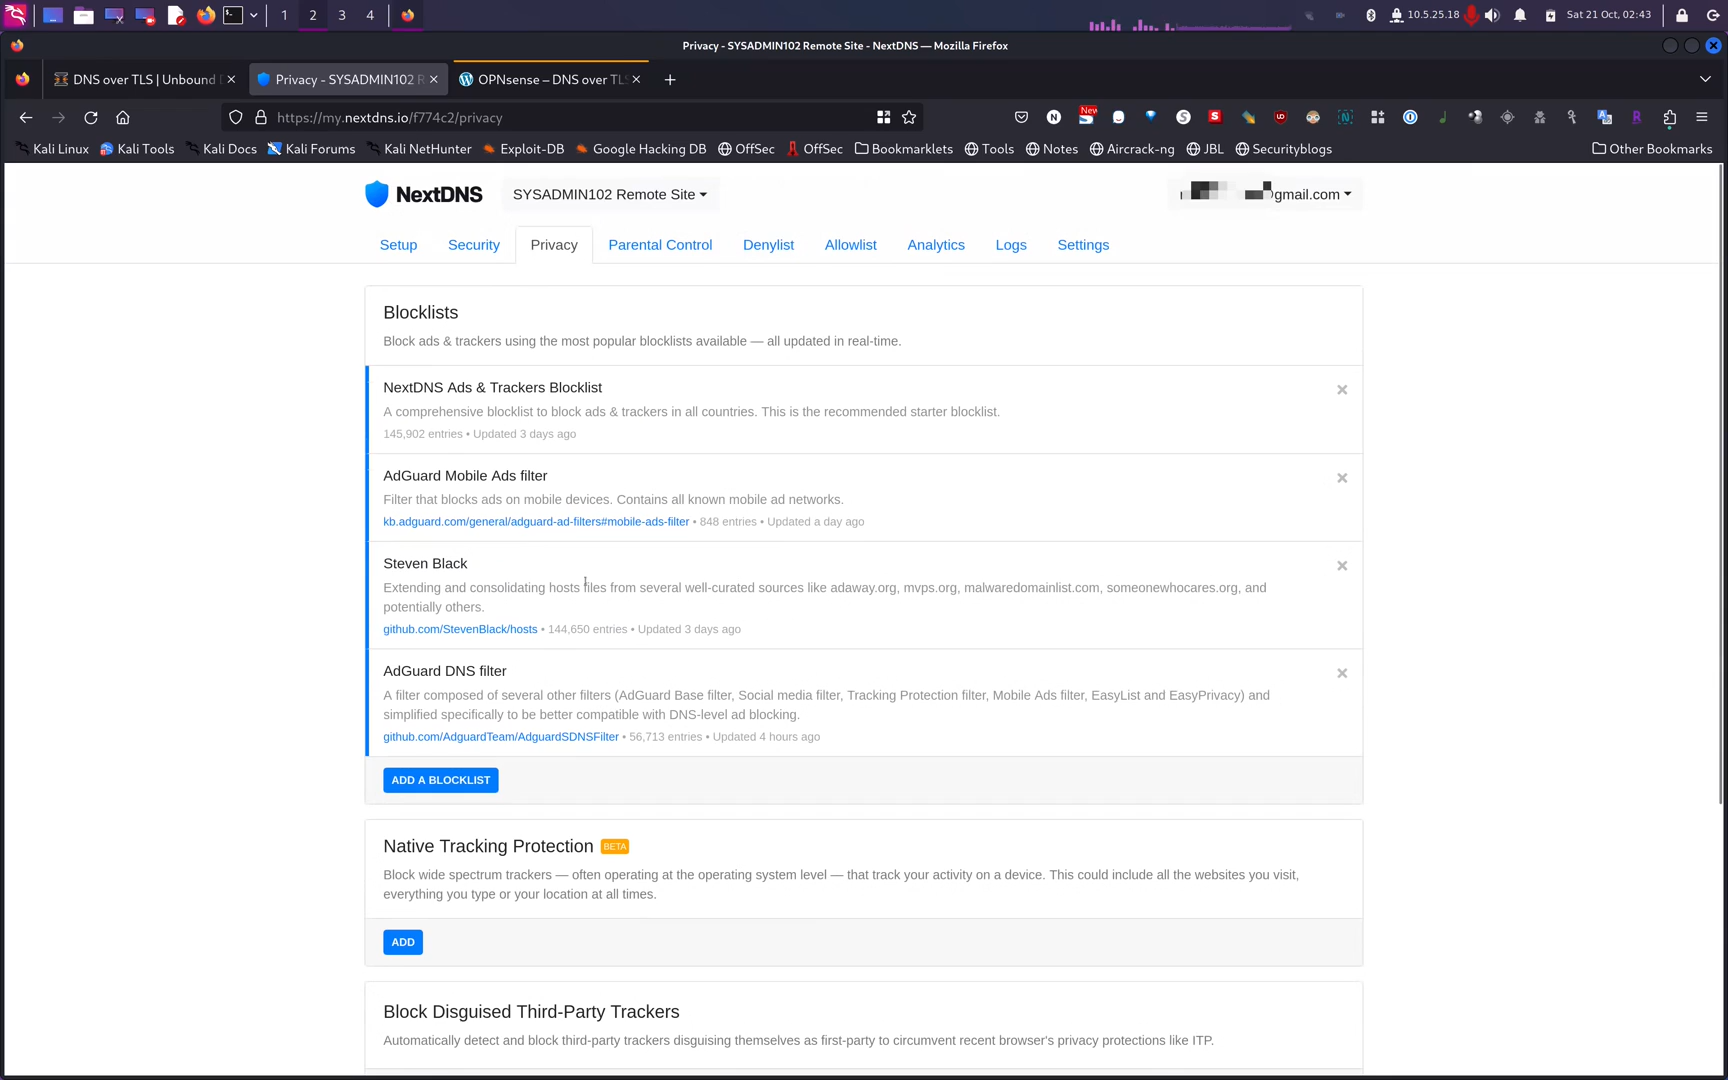 1 2 3 4
10.5.25.18
Sat 21 Oct, 02:43
Privacy - SYSADMIN102 Remote Site - NextDNS — Mozilla Firefox
DNS over TLS | Unbound
Privacy - SYSADMIN102 R
OPNsense – DNS over TLS
https://my.nextdns.io/f774c2/privacy
New
Kali Linux Kali Tools Kali Docs Kali Forums Kali NetHunter Exploit-DB Google Hacking DB OffSec OffSec Bookmarklets Tools Notes Aircrack-ng JBL Securityblogs Other Bookmarks
NextDNS
SYSADMIN102 Remote Site
gmail.com
Setup Security Privacy Parental Control Denylist Allowlist Analytics Logs Settings
Blocklists
Block ads & trackers using the most popular blocklists available — all updated in real-time.
NextDNS Ads & Trackers Blocklist
A comprehensive blocklist to block ads & trackers in all countries. This is the recommended starter blocklist.
145,902 entries • Updated 3 days ago
AdGuard Mobile Ads filter
Filter that blocks ads on mobile devices. Contains all known mobile ad networks.
kb.adguard.com/general/adguard-ad-filters#mobile-ads-filter • 848 entries • Updated a day ago
Steven Black
Extending and consolidating hosts files from several well-curated sources like adaway.org, mvps.org, malwaredomainlist.com, someonewhocares.org, and
potentially others.
github.com/StevenBlack/hosts • 144,650 entries • Updated 3 days ago
AdGuard DNS filter
A filter composed of several other filters (AdGuard Base filter, Social media filter, Tracking Protection filter, Mobile Ads filter, EasyList and EasyPrivacy) and
simplified specifically to be better compatible with DNS-level ad blocking.
github.com/AdguardTeam/AdguardSDNSFilter • 56,713 entries • Updated 4 hours ago
ADD A BLOCKLIST
Native Tracking Protection BETA
Block wide spectrum trackers — often operating at the operating system level — that track your activity on a device. This could include all the websites you visit,
everything you type or your location at all times.
ADD
Block Disguised Third-Party Trackers
Automatically detect and block third-party trackers disguising themselves as first-party to circumvent recent browser's privacy protections like ITP.